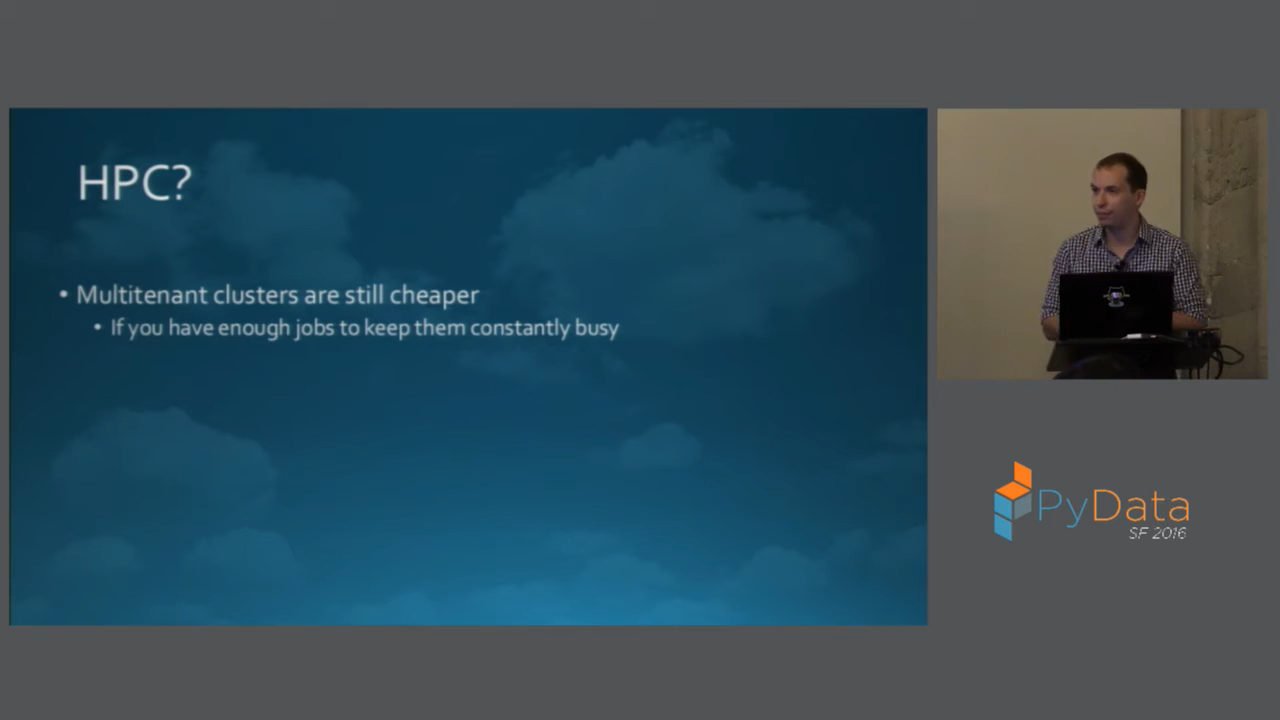 HPC?
• Multitenant clusters are still cheaper
• If you have enough jobs to keep them constantly busy
PyData
SF 2016